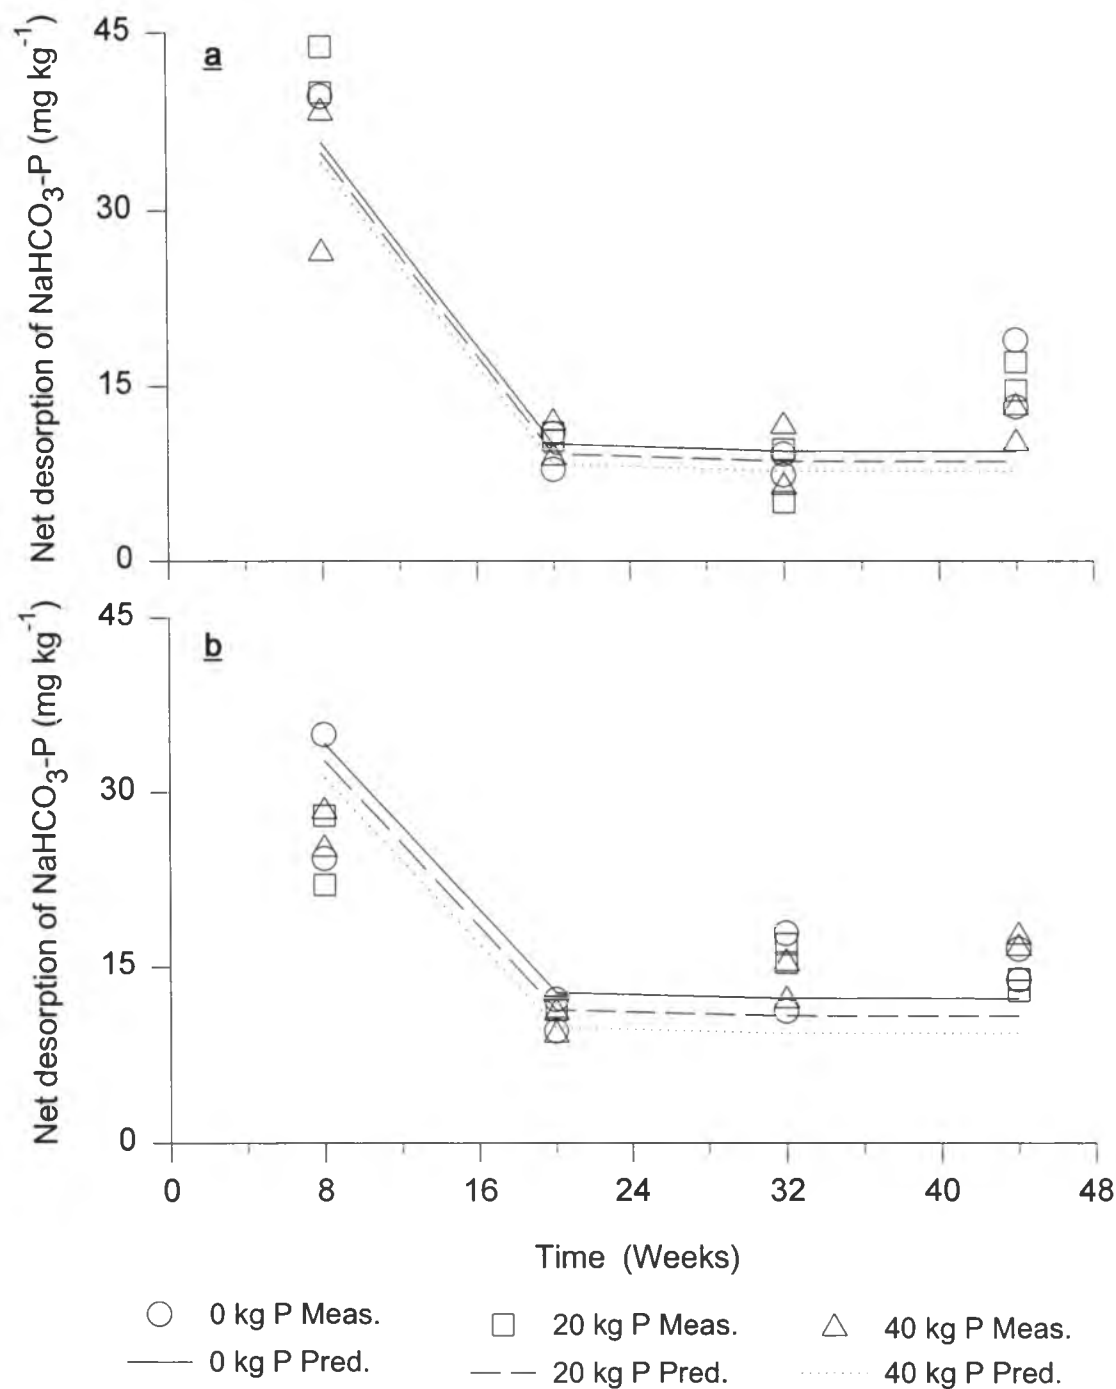 Net desorption of NaHCO3-P (mg kg-1)
a
45
30
15
0
Net desorption of NaHCO3-P (mg kg-1)
b
45
30
15
0
0 8 16 24 32 40 48
Time (Weeks)
0 kg P Meas. 20 kg P Meas. 40 kg P Meas.
0 kg P Pred. 20 kg P Pred. 40 kg P Pred.